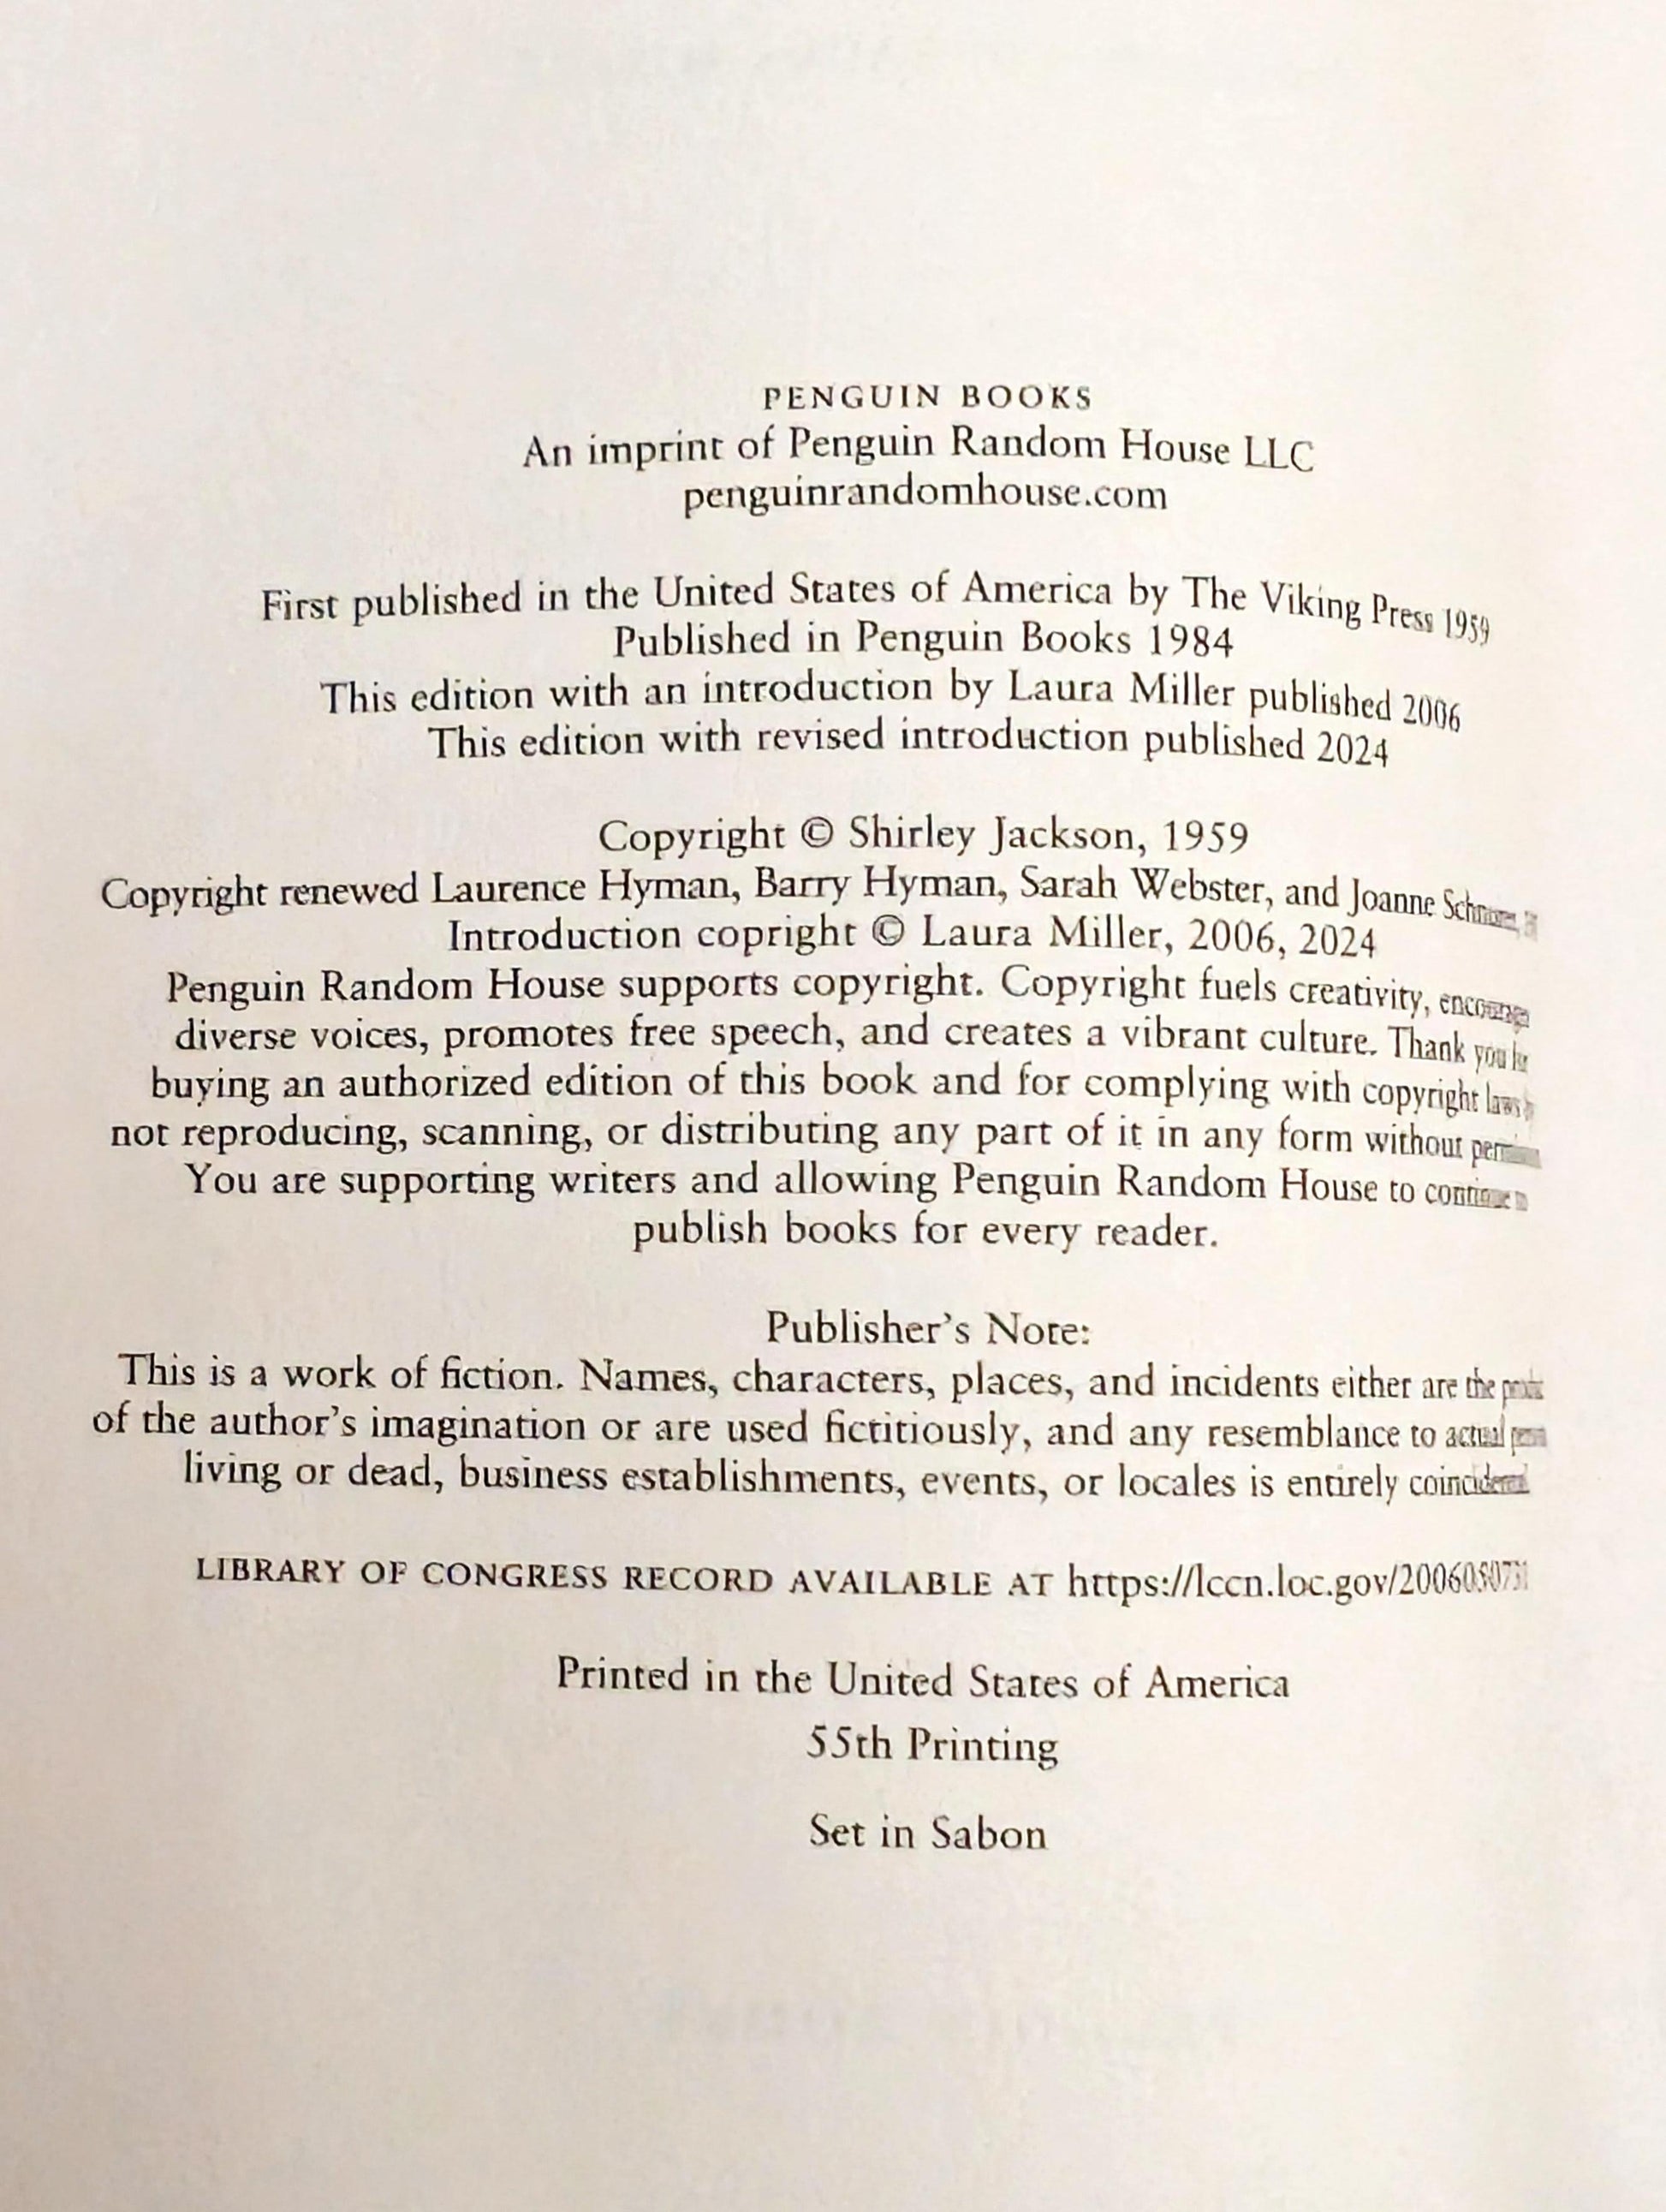 PENGUIN BOOKS
An imprint of Penguin Random House LLC
penguinrandomhouse.com
First published in the United States of America by The Viking Press 1959
Published in Penguin Books 1984
This edition with an introduction by Laura Miller published 2006
This edition with revised introduction published 2024
Copyright © Shirley Jackson, 1959
Copyright renewed Laurence Hyman, Barry Hyman, Sarah Webster, and Joanne
Introduction copright © Laura Miller, 2006, 2024
Penguin Random House supports copyright. Copyright fuels creativity,
diverse voices, promotes free speech, and creates a vibrant culture. Thank you
buying an authorized edition of this book and for complying with copyright laws
not reproducing, scanning, or distributing any part of it in any form without
You are supporting writers and allowing Penguin Random House to continue
publish books for every reader.
Publisher's Note:
This is a work of fiction. Names, characters, places, and incidents either are the
of the author's imagination or are used fictitiously, and any resemblance to actual
living or dead, business establishments, events, or locales is entirely
LIBRARY OF CONGRESS RECORD AVAILABLE AT
Printed in the United States of America
55th Printing
Set in Sabon